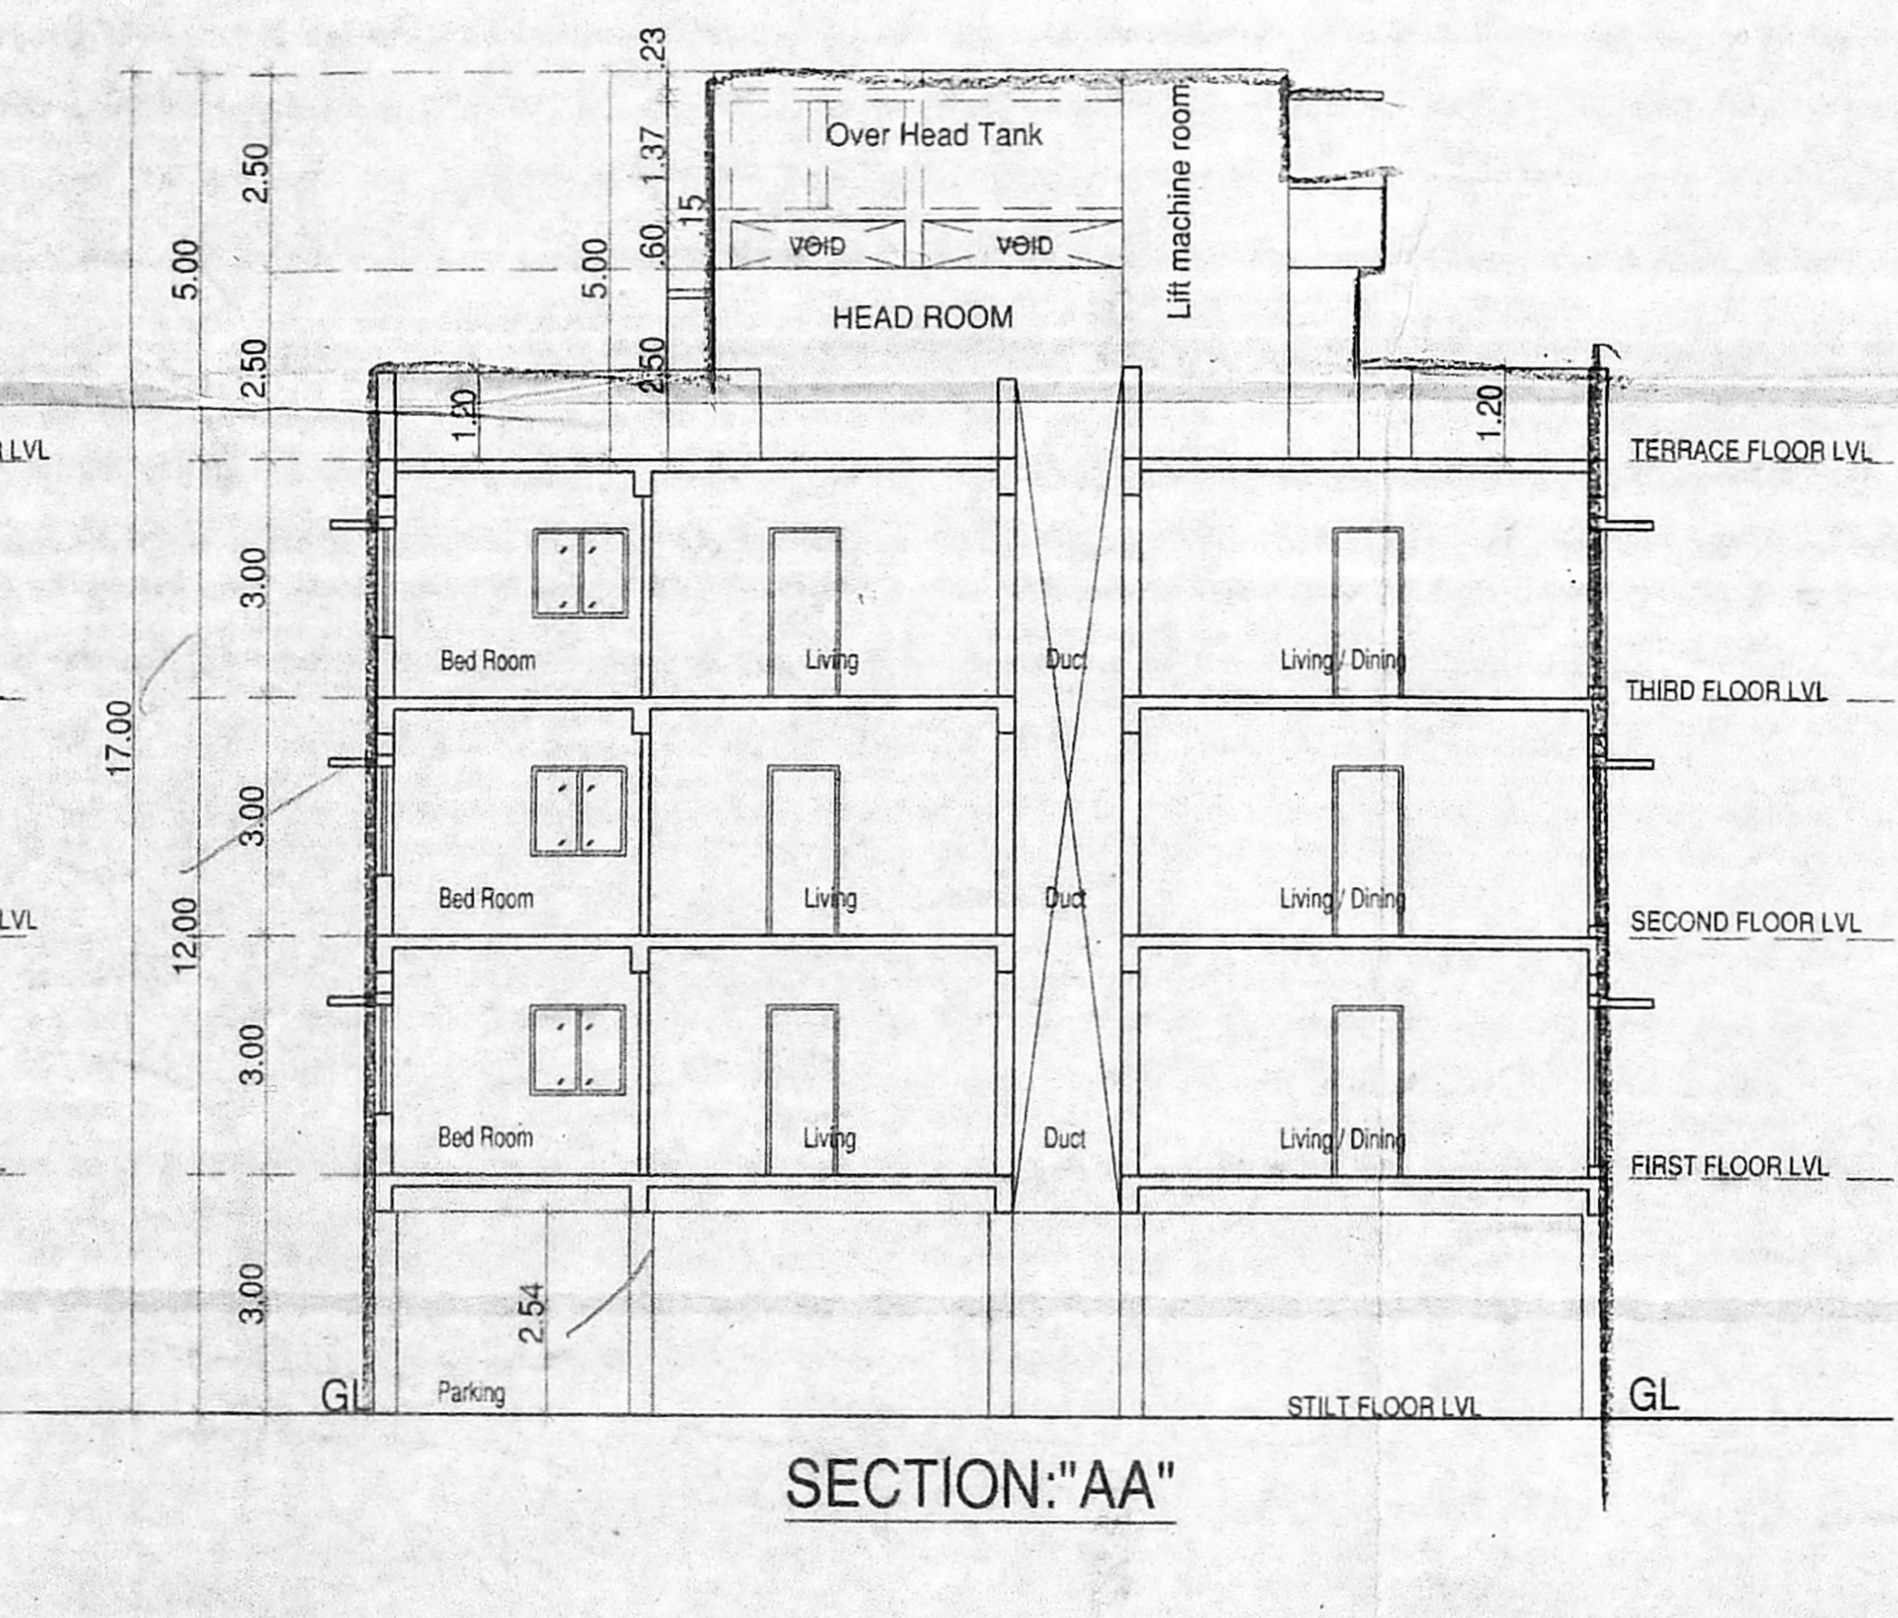 .23
Over Head Tank
Lift machine room
2.50
1.37
.15
VOID
VOID
5.00
5.00
.60
HEAD ROOM
2.50
2.50
1.20
1.20
LVL
TERRACE FLOOR LVL
3.00
Bed Room
Living
Duct
Living / Dining
THIRD FLOOR LVL
17.00
3.00
Bed Room
Living
Duct
Living / Dining
LVL
SECOND FLOOR LVL
12.00
3.00
Bed Room
Living
Duct
Living / Dining
FIRST FLOOR LVL
3.00
2.54
GL
Parking
STILT FLOOR LVL
GL
SECTION:"AA"